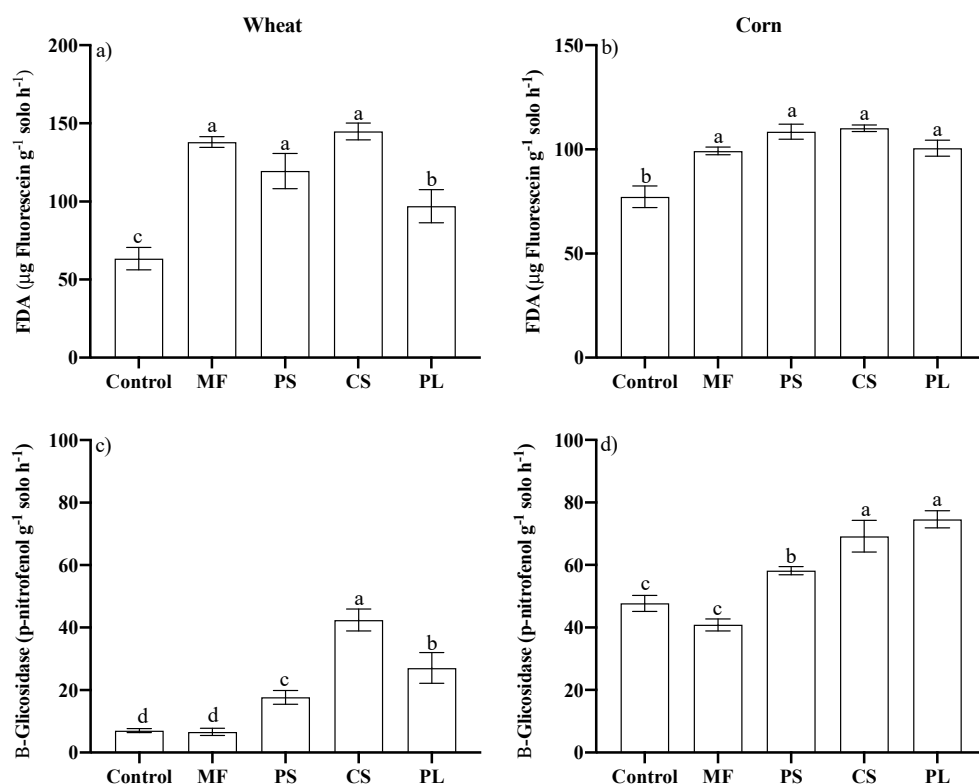 Wheat
a)
FDA (µg Fluorescein g⁻¹ solo h⁻¹)
200
150
100
50
0
c
a
a
a
b
Control MF PS CS PL
Corn
b)
FDA (µg Fluorescein g⁻¹ solo h⁻¹)
150
100
50
0
b
a
a
a
a
Control MF PS CS PL
c)
B-Glicosidase (p-nitrofenol g⁻¹ solo h⁻¹)
100
80
60
40
20
0
d
d
c
a
b
Control MF PS CS PL
d)
B-Glicosidase (p-nitrofenol g⁻¹ solo h⁻¹)
100
80
60
40
20
0
c
c
b
a
a
Control MF PS CS PL